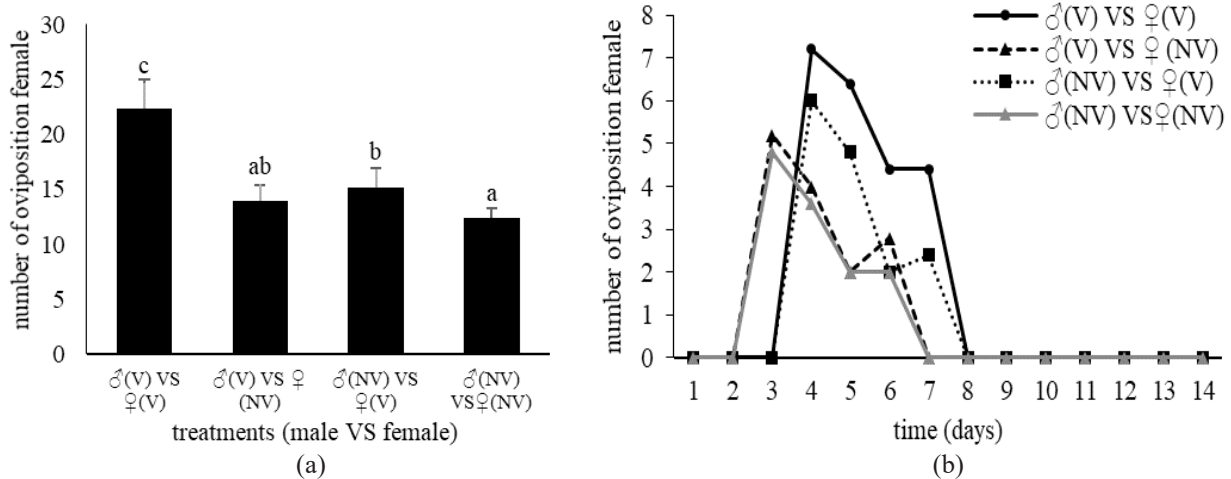 number of oviposition female
30
25
20
15
10
5
0
c
ab
b
a
♂(V) VS
♀(V)
♂(V) VS ♀
(NV)
♂(NV) VS
♀(V)
♂(NV)
VS♀(NV)
treatments (male VS female)
(a)
number of oviposition female
8
7
6
5
4
3
2
1
0
♂(V) VS ♀(V)
♂(V) VS ♀ (NV)
♂(NV) VS ♀(V)
♂(NV) VS♀(NV)
1 2 3 4 5 6 7 8 9 10 11 12 13 14
time (days)
(b)